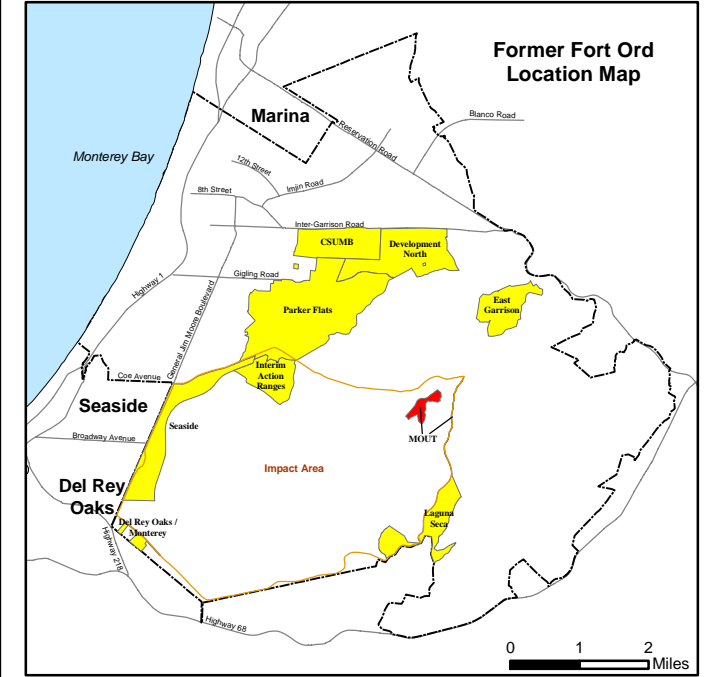 Former Fort Ord
Location Map
Marina
Blanco Road
Reservation Road
Monterey Bay
12th Street
Imjin Road
8th Street
Inter-Garrison Road
CSUMB
Development
North
Gigling Road
Highway 1
General Jim Moore Boulevard
East
Garrison
Parker Flats
Interim
Action
Ranges
Coe Avenue
Seaside
Seaside
Broadway Avenue
MOUT
Impact Area
Del Rey
Oaks
Del Rey Oaks /
Monterey
Laguna
Seca
Highway 218
Highway 68
0 1 2
Miles